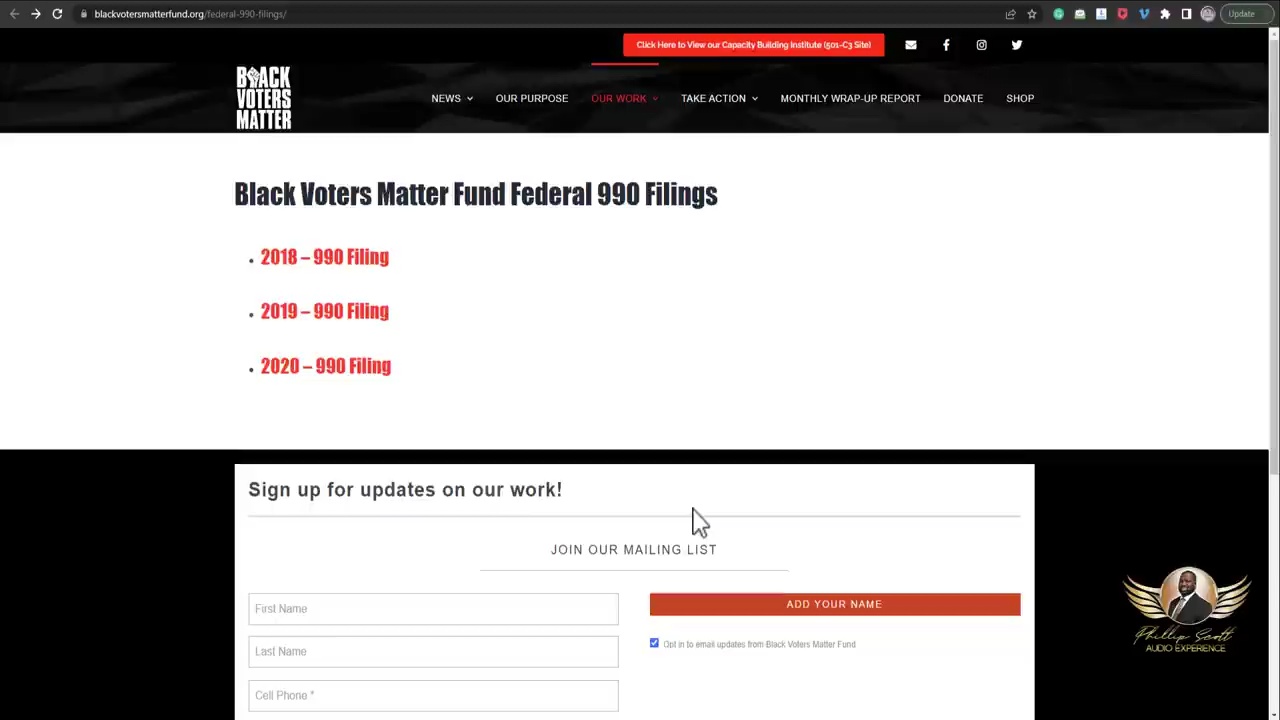 blackvotersmatterfund.org/federal-990-filings/
Update
Click Here to View our Capacity Building Institute (501-C3 Site)
BLACK
VOTERS
MATTER
NEWS OUR PURPOSE OUR WORK TAKE ACTION MONTHLY WRAP-UP REPORT DONATE SHOP
Black Voters Matter Fund Federal 990 Filings
• 2018 – 990 Filing
• 2019 – 990 Filing
• 2020 – 990 Filing
Sign up for updates on our work!
JOIN OUR MAILING LIST
First Name
ADD YOUR NAME
Opt in to email updates from Black Voters Matter Fund
Last Name
Cell Phone *
Phillip Scott
AUDIO EXPERIENCE